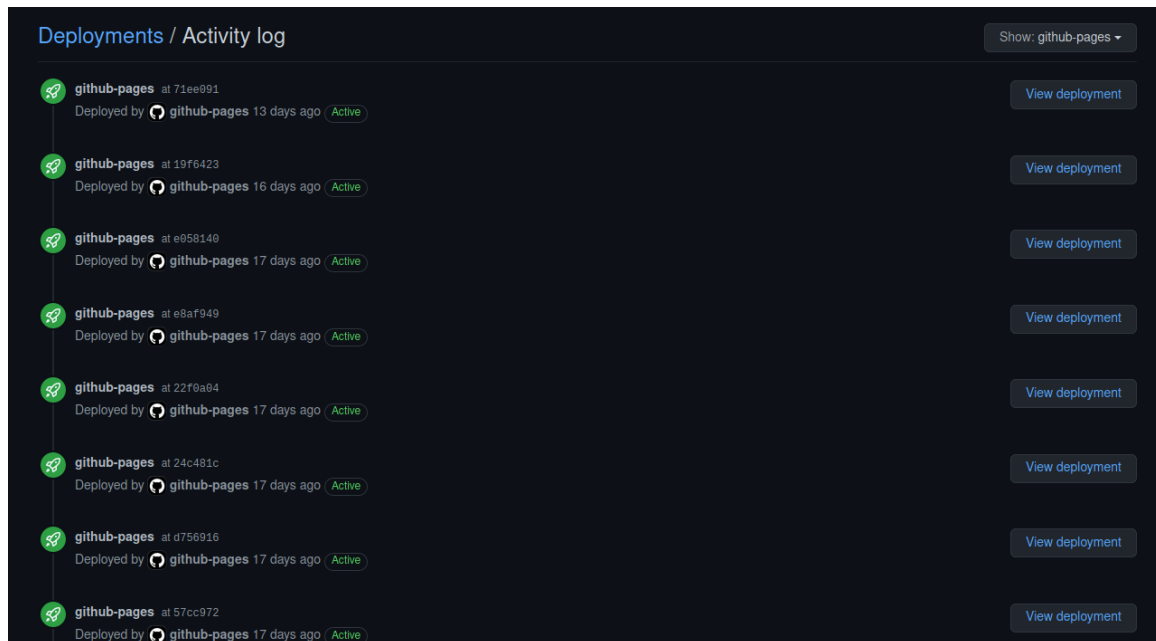 Deployments / Activity log
Show: github-pages
github-pages at 71ee091
View deployment
Deployed by github-pages 13 days ago Active
github-pages at 19f6423
View deployment
Deployed by github-pages 16 days ago Active
github-pages at e058140
View deployment
Deployed by github-pages 17 days ago Active
github-pages at e8af949
View deployment
Deployed by github-pages 17 days ago Active
github-pages at 22f0a04
View deployment
Deployed by github-pages 17 days ago Active
github-pages at 24c481c
View deployment
Deployed by github-pages 17 days ago Active
github-pages at d756916
View deployment
Deployed by github-pages 17 days ago Active
github-pages at 57cc972
View deployment
Deployed by github-pages 17 days ago Active